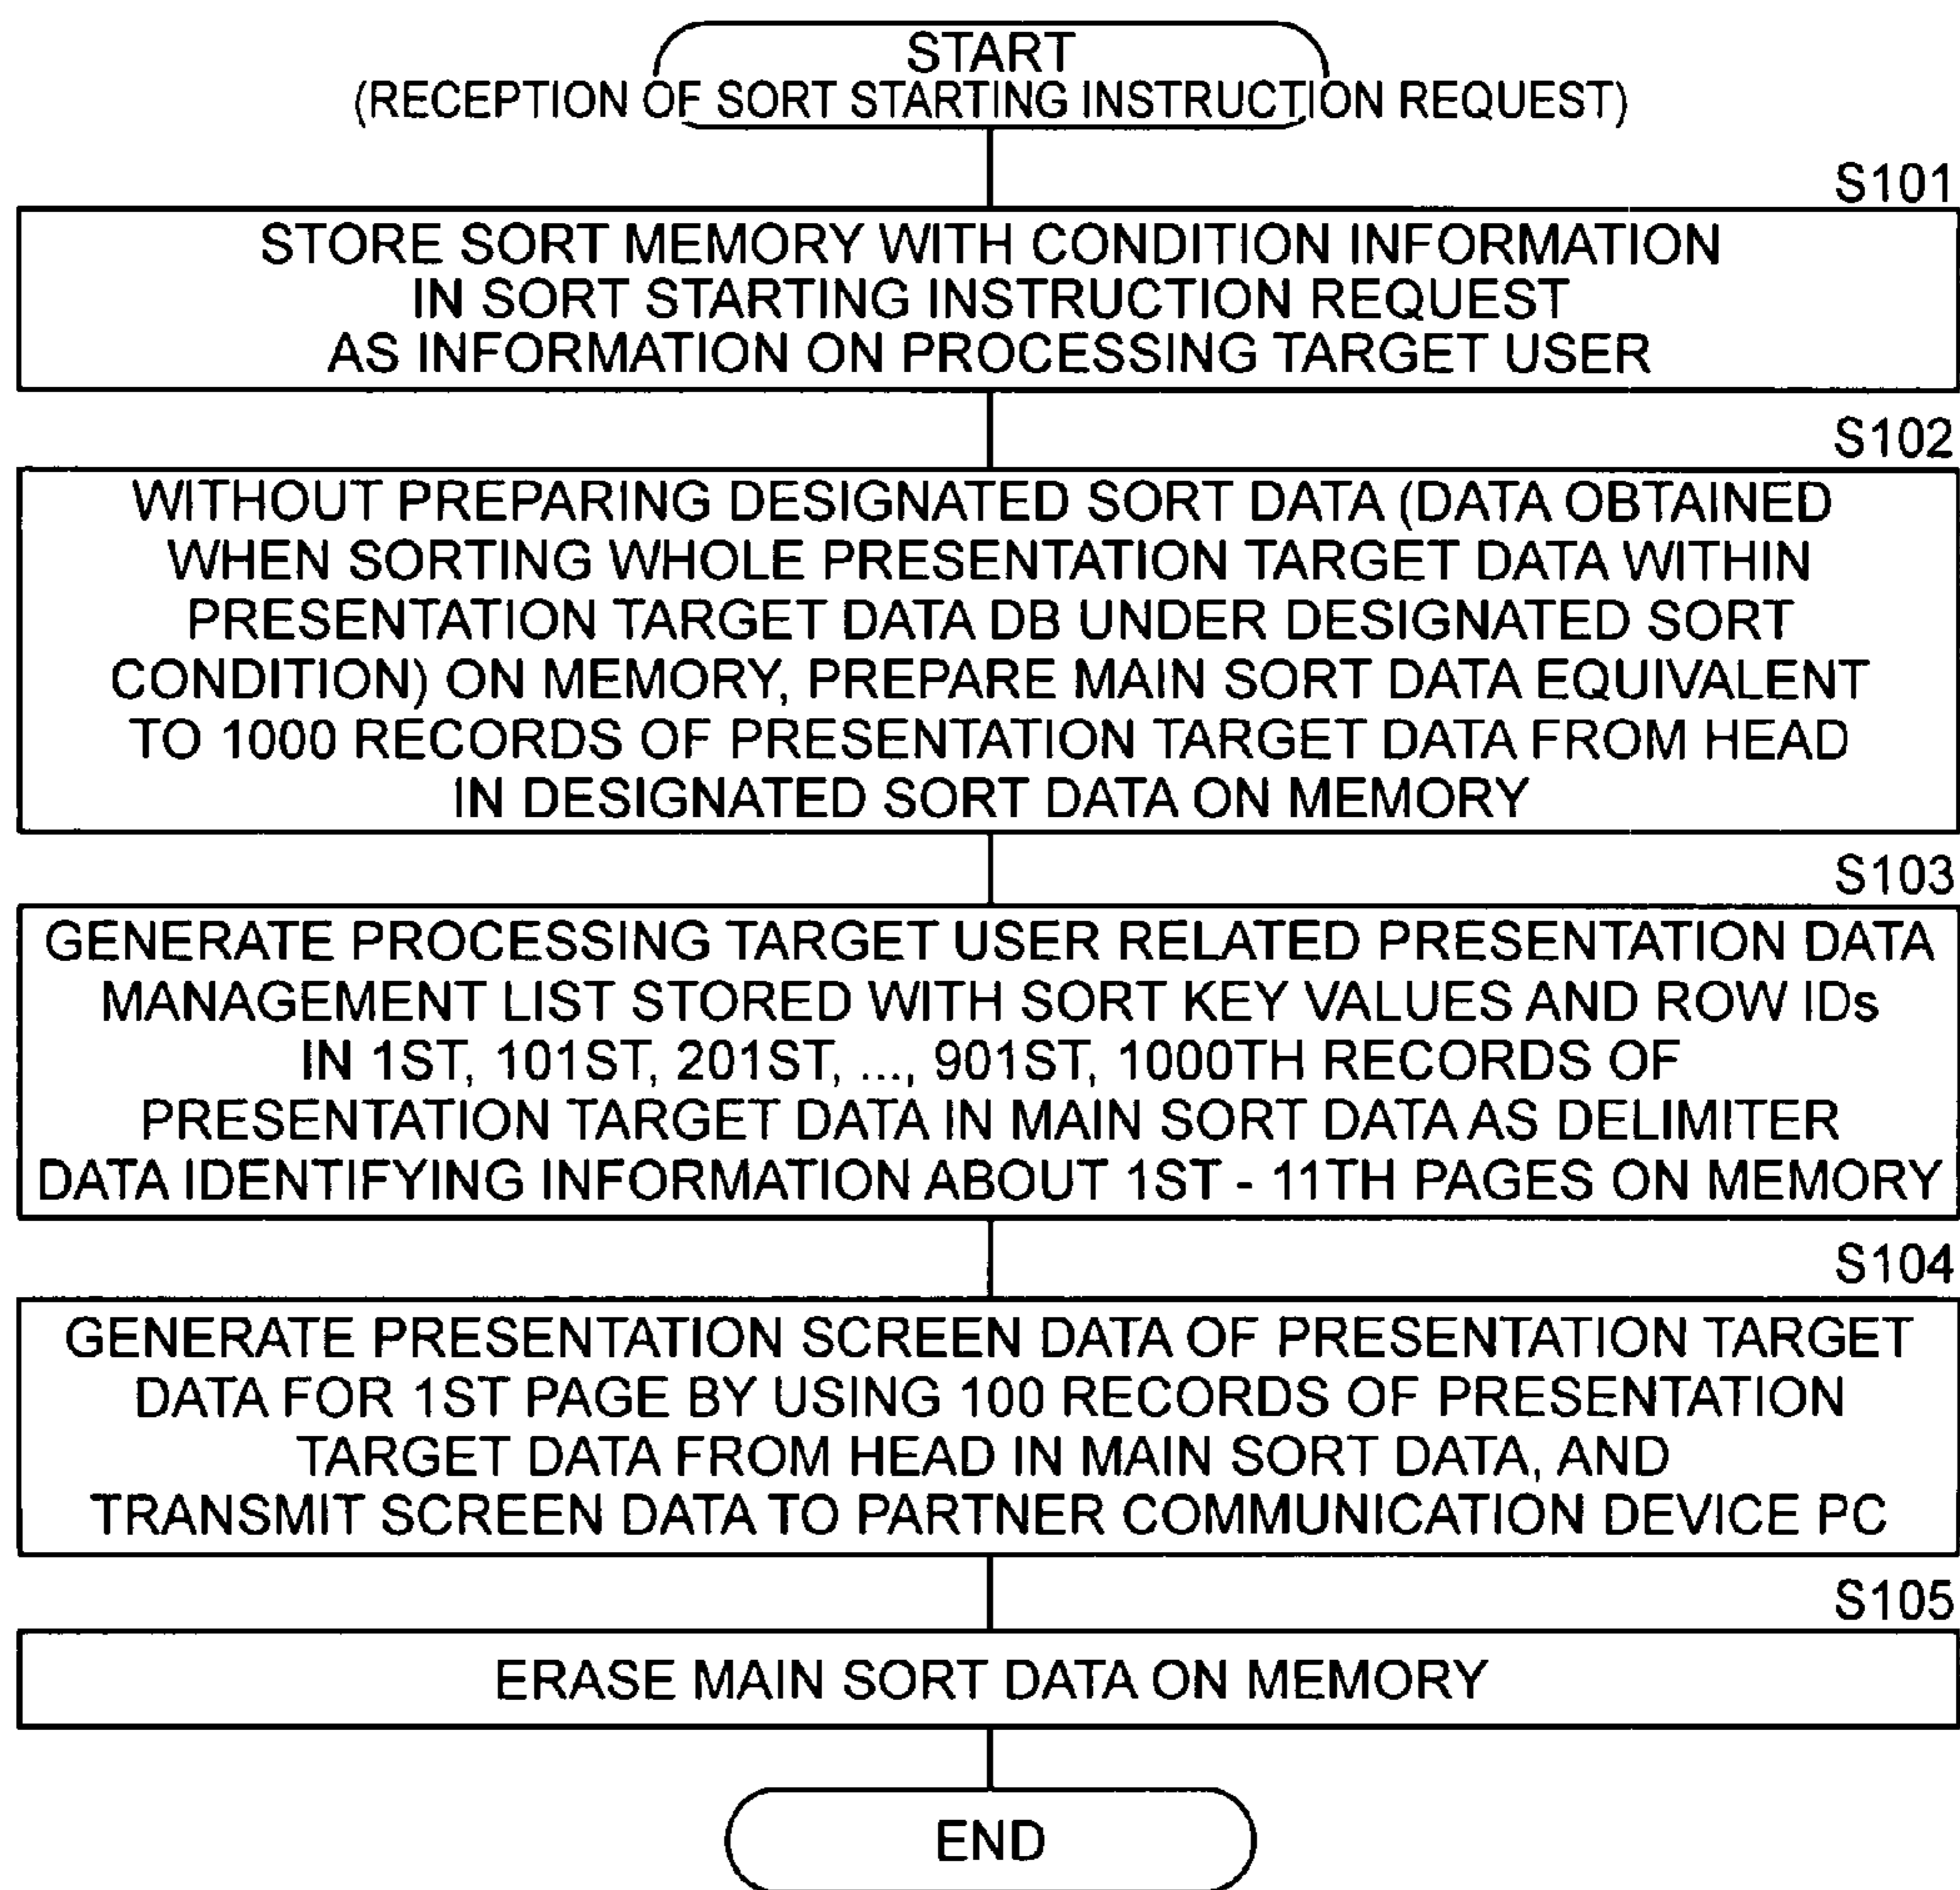 START
(RECEPTION OF SORT STARTING INSTRUCTION REQUEST)
S101
STORE SORT MEMORY WITH CONDITION INFORMATION
IN SORT STARTING INSTRUCTION REQUEST
AS INFORMATION ON PROCESSING TARGET USER
S102
WITHOUT PREPARING DESIGNATED SORT DATA (DATA OBTAINED
WHEN SORTING WHOLE PRESENTATION TARGET DATA WITHIN
PRESENTATION TARGET DATA DB UNDER DESIGNATED SORT
CONDITION) ON MEMORY, PREPARE MAIN SORT DATA EQUIVALENT
TO 1000 RECORDS OF PRESENTATION TARGET DATA FROM HEAD
IN DESIGNATED SORT DATA ON MEMORY
S103
GENERATE PROCESSING TARGET USER RELATED PRESENTATION DATA
MANAGEMENT LIST STORED WITH SORT KEY VALUES AND ROW IDs
IN 1ST, 101ST, 201ST, ..., 901ST, 1000TH RECORDS OF
PRESENTATION TARGET DATA IN MAIN SORT DATA AS DELIMITER
DATA IDENTIFYING INFORMATION ABOUT 1ST - 11TH PAGES ON MEMORY
S104
GENERATE PRESENTATION SCREEN DATA OF PRESENTATION TARGET
DATA FOR 1ST PAGE BY USING 100 RECORDS OF PRESENTATION
TARGET DATA FROM HEAD IN MAIN SORT DATA, AND
TRANSMIT SCREEN DATA TO PARTNER COMMUNICATION DEVICE PC
S105
ERASE MAIN SORT DATA ON MEMORY
END